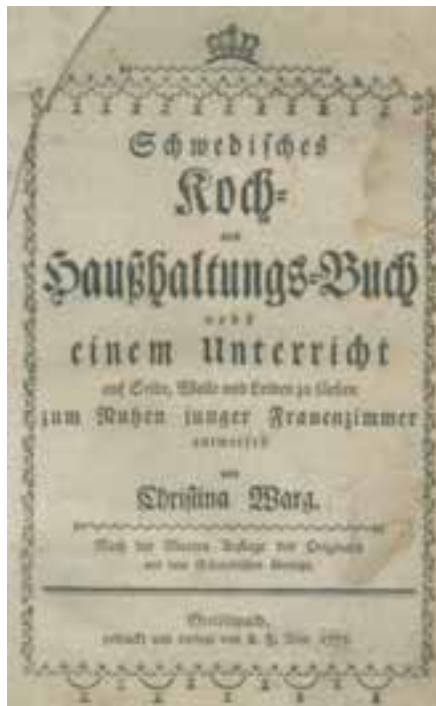 Schwedisches
Koch-
und
Haußhaltungs-Buch
nebst
einem Unterricht
auf Seide, Wolle und Leinen zu färben
zum Nutzen junger Frauenzimmer
entworfen
von
Christina Warg.
Nach der Auflage des Originals
aus dem Schwedischen übersetzt.
Greifswald,
gedruckt und verlegt von A. F. Röse